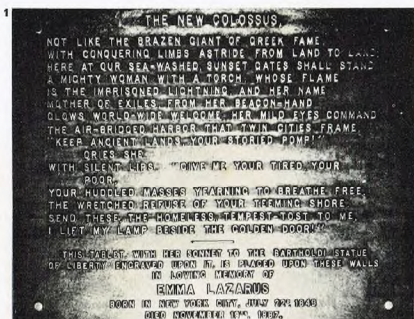 1
THE NEW COLOSSUS.
NOT LIKE THE BRAZEN GIANT OF GREEK FAME,
WITH CONQUERING LIMBS ASTRIDE FROM LAND TO LAND;
HERE AT OUR SEA-WASHED, SUNSET GATES SHALL STAND
A MIGHTY WOMAN WITH A TORCH, WHOSE FLAME
IS THE IMPRISONED LIGHTNING, AND HER NAME
MOTHER OF EXILES. FROM HER BEACON-HAND
GLOWS WORLD-WIDE WELCOME; HER MILD EYES COMMAND
THE AIR-BRIDGED HARBOR THAT TWIN CITIES FRAME.
"KEEP ANCIENT LANDS, YOUR STORIED POMP!"
CRIES SHE
WITH SILENT LIPS. "GIVE ME YOUR TIRED, YOUR
POOR,
YOUR HUDDLED MASSES YEARNING TO BREATHE FREE,
THE WRETCHED REFUSE OF YOUR TEEMING SHORE.
SEND THESE, THE HOMELESS, TEMPEST-TOST TO ME,
I LIFT MY LAMP BESIDE THE GOLDEN DOOR!"
THIS TABLET, WITH HER SONNET TO THE BARTHOLDI STATUE
OF LIBERTY ENGRAVED UPON IT, IS PLACED UPON THESE WALLS
IN LOVING MEMORY OF
EMMA LAZARUS
BORN IN NEW YORK CITY, JULY 22D, 1849
DIED NOVEMBER 19TH, 1887.